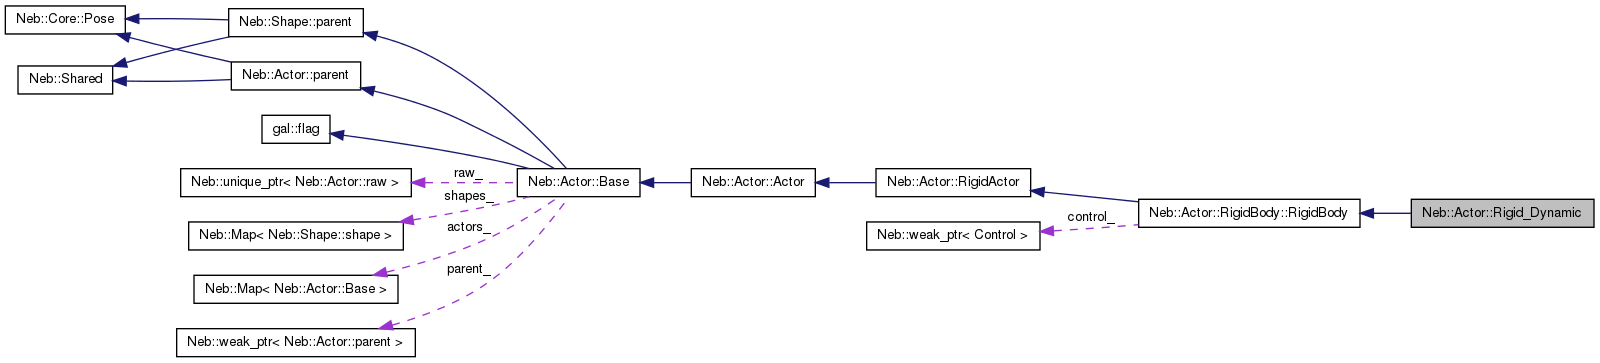 Neb::Core::Pose
Neb::Shape::parent
Neb::Shared
Neb::Actor::parent
gal::flag
Neb::unique_ptr< Neb::Actor::raw >
raw_
Neb::Actor::Base
Neb::Actor::Actor
Neb::Actor::RigidActor
shapes_
Neb::Map< Neb::Shape::shape >
actors_
Neb::weak_ptr< Control >
control_
Neb::Actor::RigidBody::RigidBody
Neb::Actor::Rigid_Dynamic
parent_
Neb::Map< Neb::Actor::Base >
Neb::weak_ptr< Neb::Actor::parent >